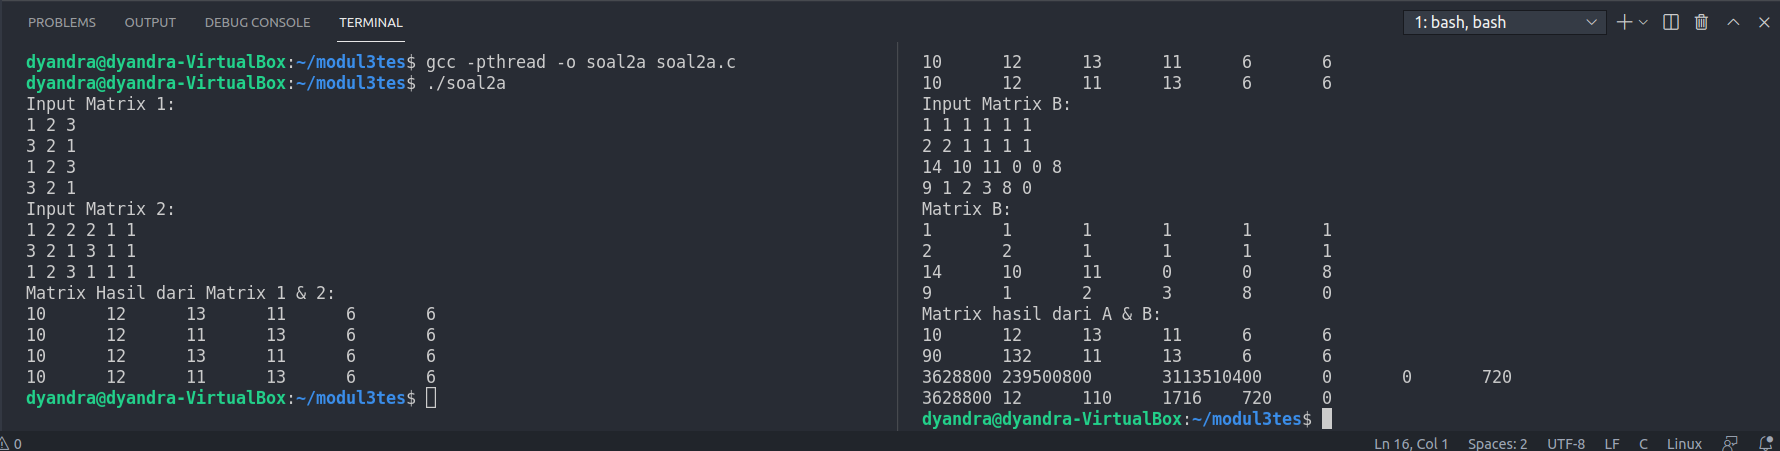 PROBLEMS OUTPUT DEBUG CONSOLE TERMINAL 1: bash, bash
dyandra@dyandra-VirtualBox:~/modul3tes$ gcc -pthread -o soal2a soal2a.c
dyandra@dyandra-VirtualBox:~/modul3tes$ ./soal2a
Input Matrix 1:
1 2 3
3 2 1
1 2 3
3 2 1
Input Matrix 2:
1 2 2 2 1 1
3 2 1 3 1 1
1 2 3 1 1 1
Matrix Hasil dari Matrix 1 & 2:
10 12 13 11 6 6
10 12 11 13 6 6
10 12 13 11 6 6
10 12 11 13 6 6
dyandra@dyandra-VirtualBox:~/modul3tes$
10 12 13 11 6 6
10 12 11 13 6 6
Input Matrix B:
1 1 1 1 1 1
2 2 1 1 1 1
14 10 11 0 0 8
9 1 2 3 8 0
Matrix B:
1 1 1 1 1 1
2 2 1 1 1 1
14 10 11 0 0 8
9 1 2 3 8 0
Matrix hasil dari A & B:
10 12 13 11 6 6
90 132 11 13 6 6
3628800 239500800 3113510400 0 0 720
3628800 12 110 1716 720 0
dyandra@dyandra-VirtualBox:~/modul3tes$
0 Ln 16, Col 1 Spaces: 2 UTF-8 LF C Linux